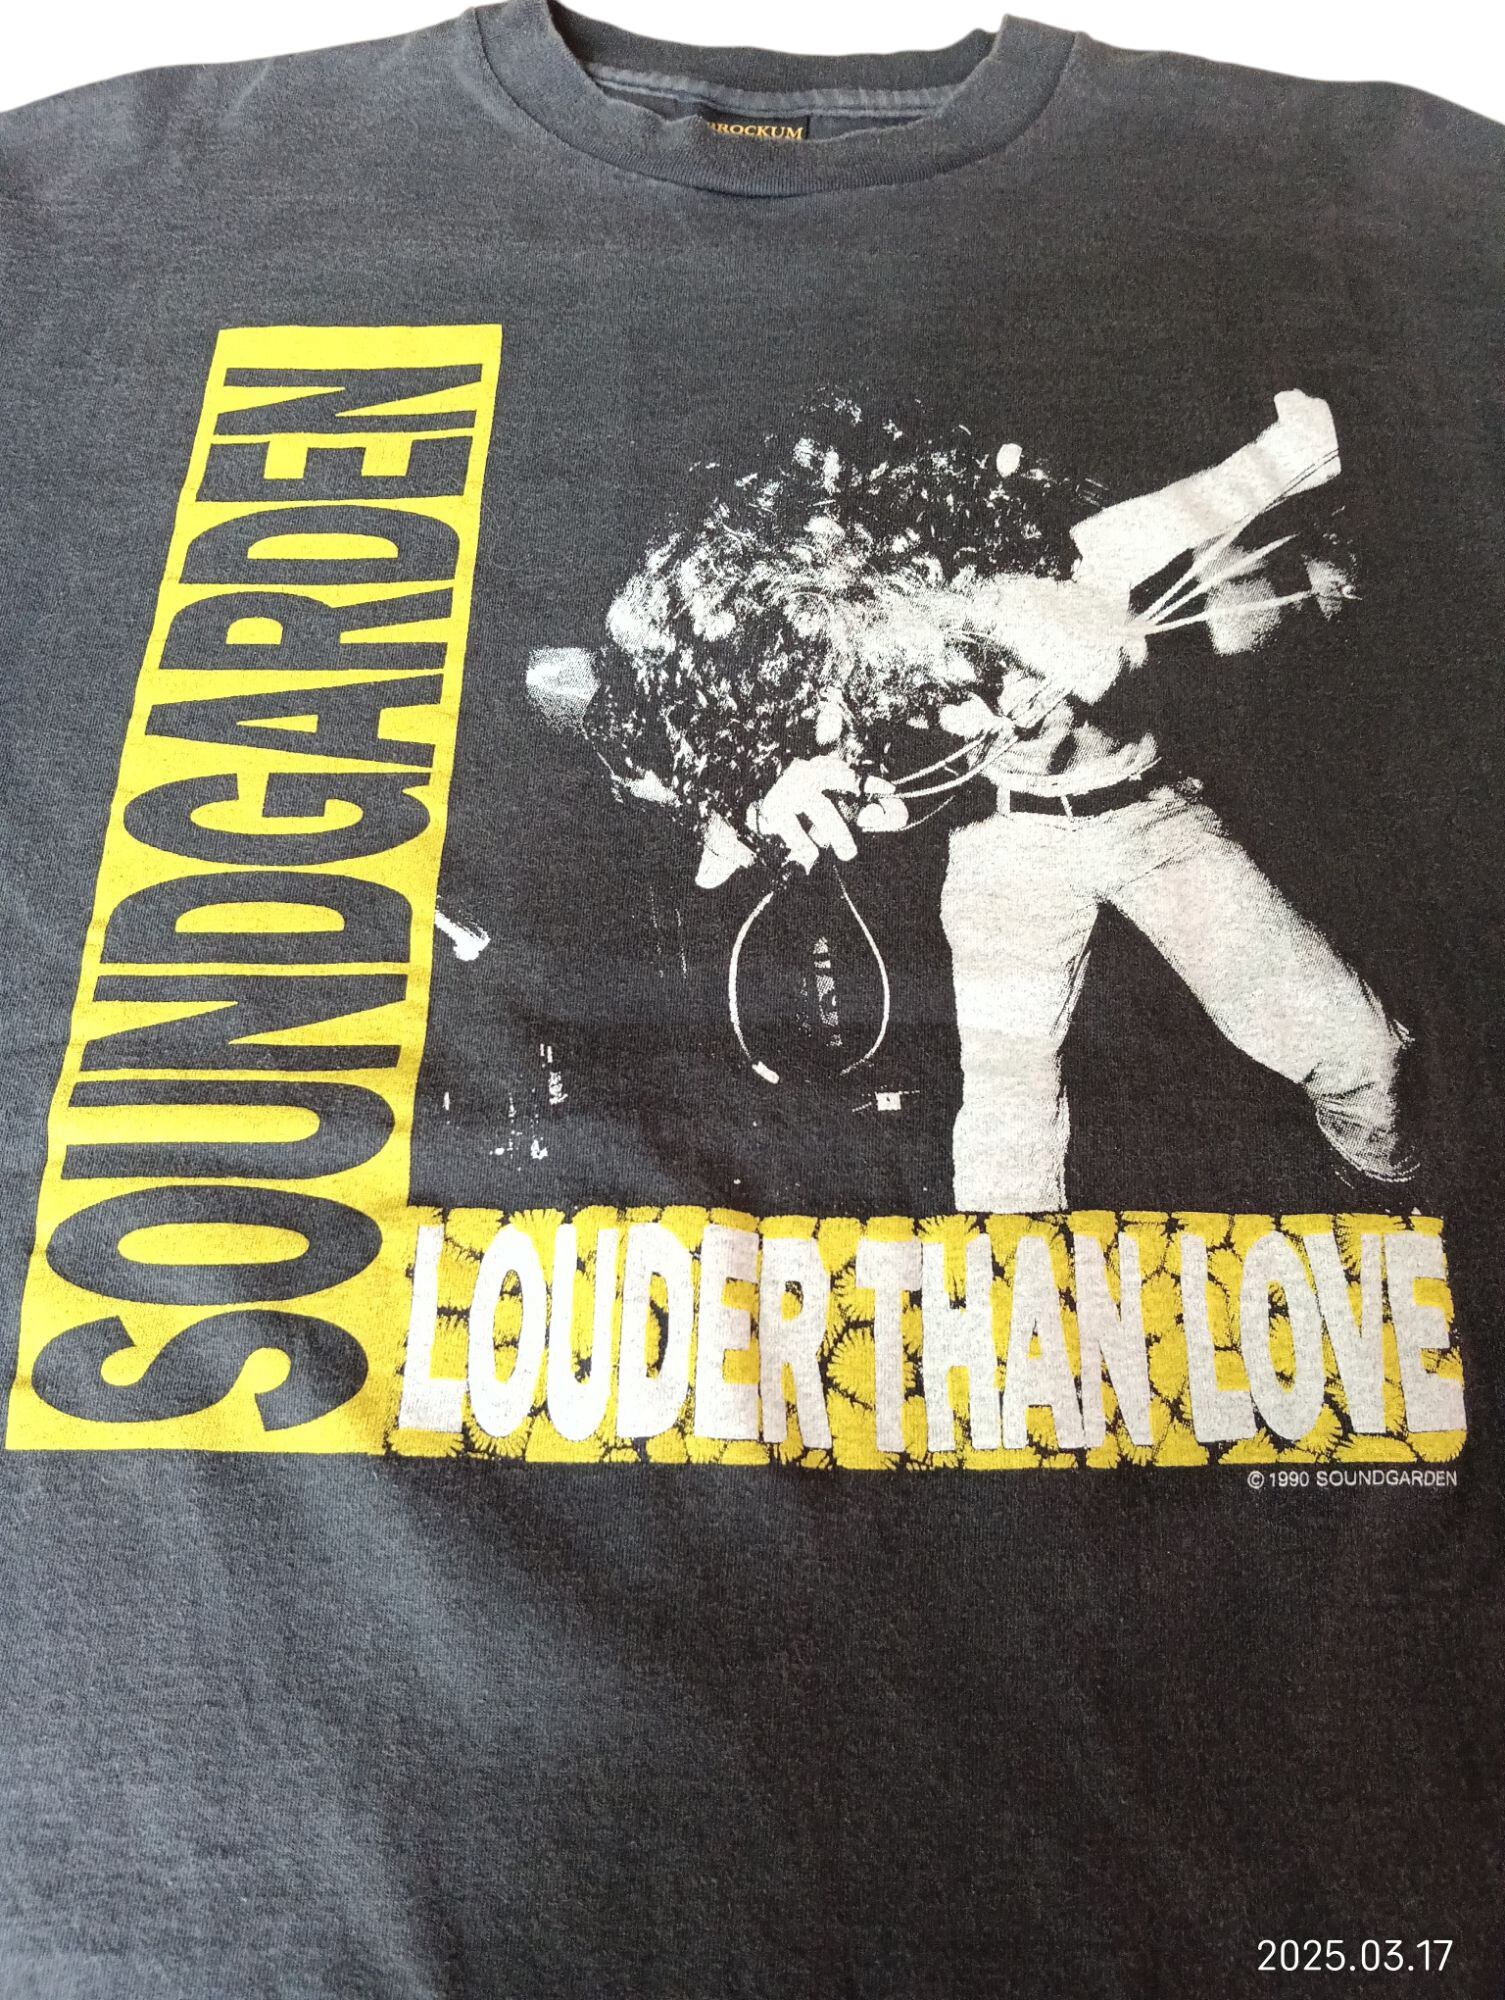 BROCKUM
SOUNDGARDEN
LOUDER THAN LOVE
© 1990 SOUNDGARDEN
2025.03.17